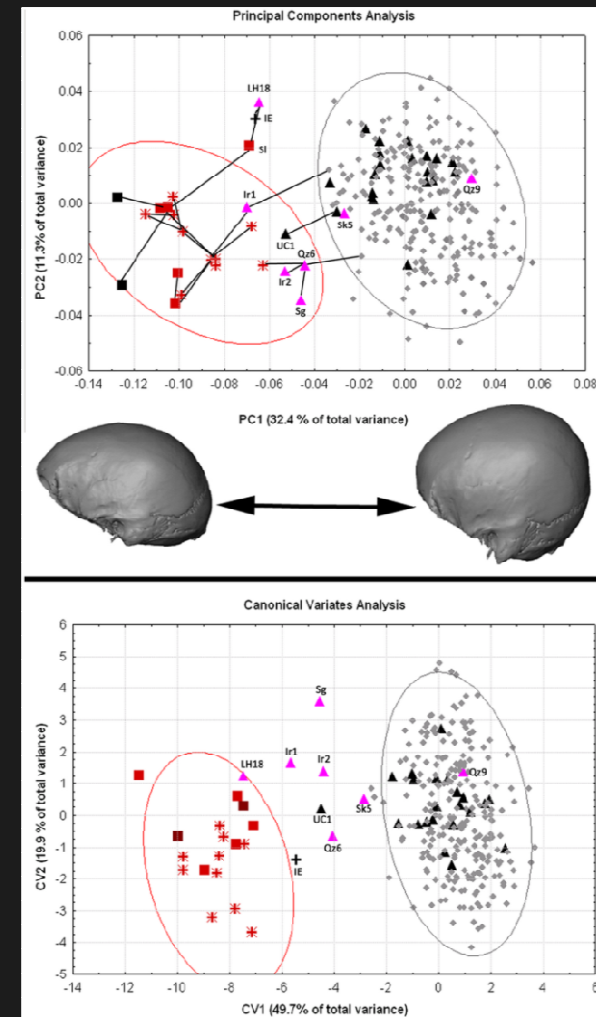 Principal Components Analysis
0.06
0.04
0.02
0.00
-0.02
-0.04
-0.06
PC2 (11.3% of total variance)
LH18
IE
SI
Ir1
UC1
Sk5
Qz9
Qz6
Ir2
Sg
-0.14 -0.12 -0.10 -0.08 -0.06 -0.04 -0.02 0.00 0.02 0.04 0.06 0.08
PC1 (32.4 % of total variance)
Canonical Variates Analysis
6
5
4
3
2
1
0
-1
-2
-3
-4
-5
CV2 (19.9 % of total variance)
Sg
Ir1
Ir2
LH18
Qz9
Sk5
UC1
Qz6
IE
-14 -12 -10 -8 -6 -4 -2 0 2 4 6
CV1 (49.7% of total variance)